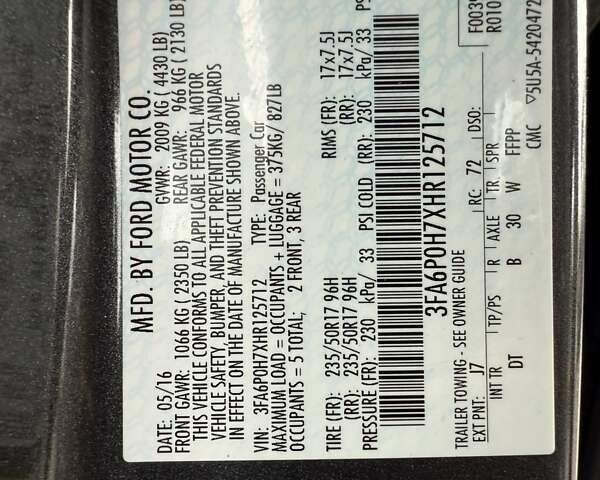 MFD. BY FORD MOTOR CO.
DATE: 05/16 GVWR: 2009 KG ( 4430 LB)
FRONT GAWR: 1066 KG ( 2350 LB) REAR GAWR: 966 KG ( 2130 LB)
THIS VEHICLE CONFORMS TO ALL APPLICABLE FEDERAL MOTOR
VEHICLE SAFETY, BUMPER, AND THEFT PREVENTION STANDARDS
IN EFFECT ON THE DATE OF MANUFACTURE SHOWN ABOVE.
VIN: 3FA6P0H7XHR125712 TYPE: Passenger Car
MAXIMUM LOAD = OCCUPANTS + LUGGAGE = 375KG/ 827LB
OCCUPANTS = 5 TOTAL; 2 FRONT, 3 REAR
TIRE (FR): 235/50R17 96H RIMS (FR): 17x7.5J
(RR): 235/50R17 96H (RR): 17x7.5J
PRESSURE (FR): 230 kPa/ 33 PSI COLD (RR): 230 kPa/ 33
3FA6P0H7XHR125712
F0039
R010
TRAILER TOWING - SEE OWNER GUIDE
EXT PNT: J7 RC: 72 DSO:
INT TR TP/PS R AXLE TR SPR
DT B 30 W FFPP
CMC ▽5U5A-5420472